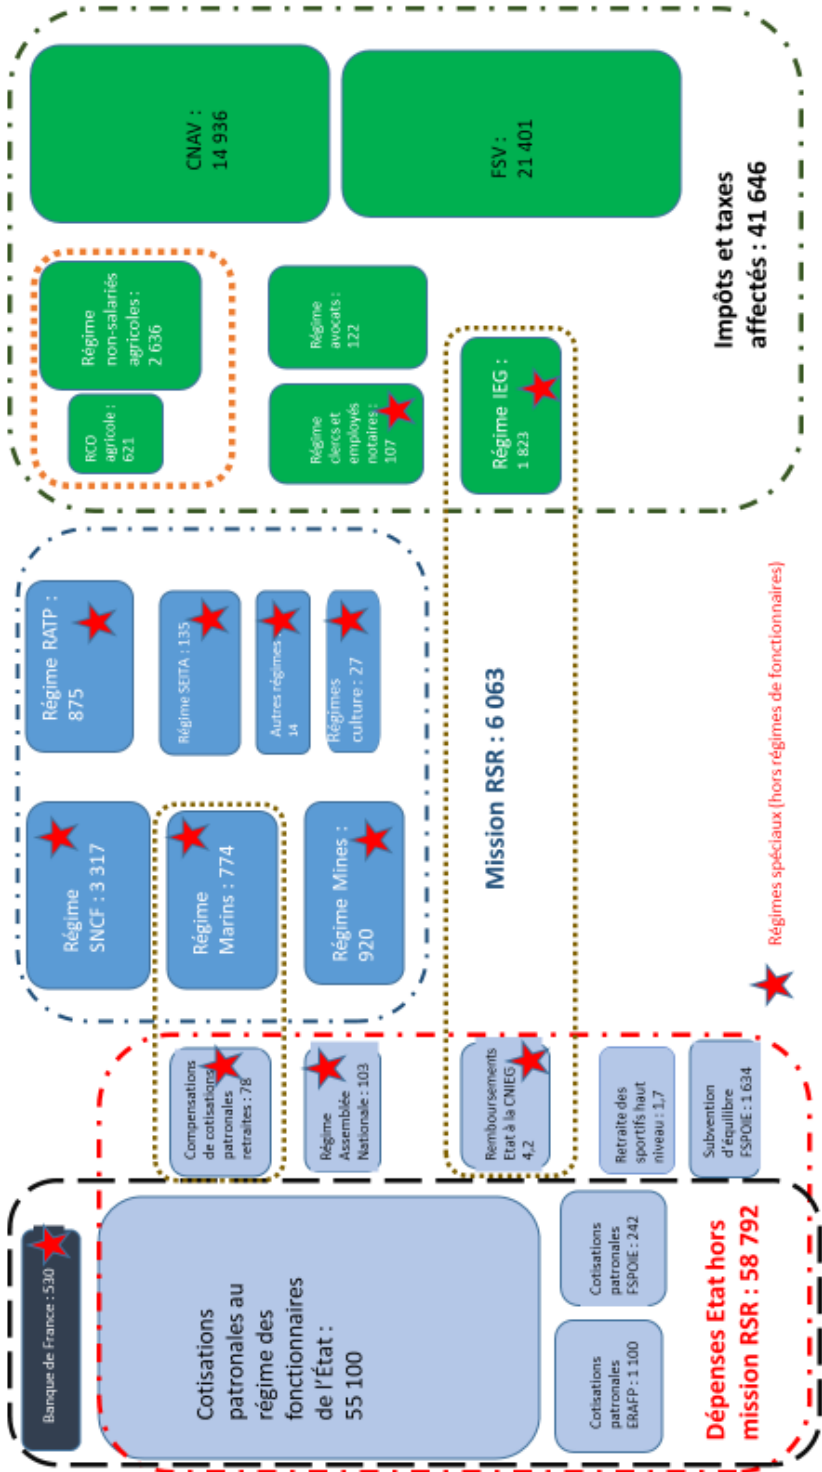 Banque de France : 530
Cotisations
patronales au
régime des
fonctionnaires
de l'État :
55 100
Cotisations
patronales
ERAFP : 1 100
Cotisations
patronales
FSPOIE : 242
Dépenses Etat hors
mission RSR : 58 792
Compensations
de cotisations
patronales
retraites : 78
Régime
Assemblée
Nationale : 103
Remboursements
Etat à la CNIEG
4,2
Retraite des
sportifs haut
niveau : 1,7
Subvention
d'équilibre
FSPOIE : 1 634
Régime
SNCF : 3 317
Régime RATP :
875
Régime
Marins : 774
Régime SEITA : 135
Autres régimes
14
Régime Mines :
920
Régimes
culture : 27
Mission RSR : 6 063
Régimes spéciaux (hors régimes de fonctionnaires)
RCO
agricole :
621
Régime
non-salariés
agricoles :
2 636
Régime
clercs et
employés
notaires :
107
Régime
avocats :
122
Régime IEG :
1 823
CNAV :
14 936
FSV :
21 401
Impôts et taxes
affectés : 41 646